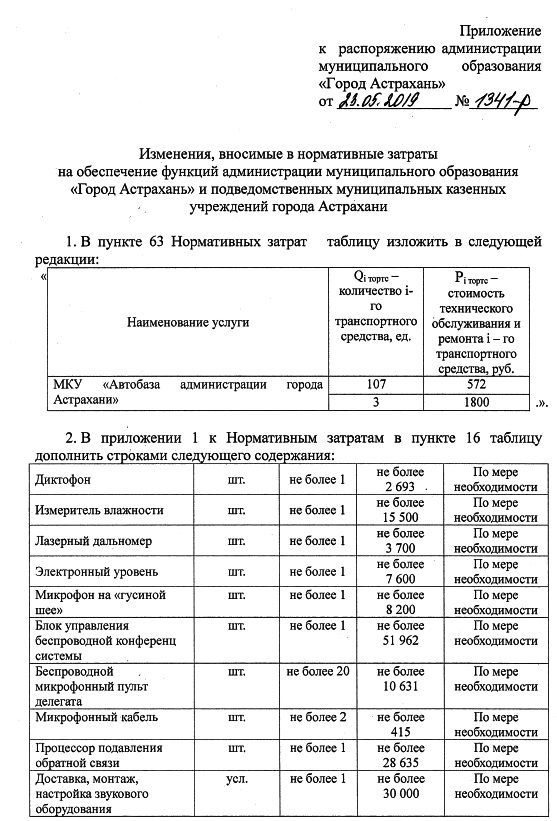 Приложение
к распоряжению администрации
муниципального образования
«Город Астрахань»
от 23.05.2019 № 1341-р
Изменения, вносимые в нормативные затраты
на обеспечение функций администрации муниципального образования
«Город Астрахань» и подведомственных муниципальных казенных
учреждений города Астрахани
1. В пункте 63 Нормативных затрат таблицу изложить в следующей
редакции:
«
Наименование услуги
Qi тортс –
количество i-
го
транспортного
средства, ед.
Pi тортс –
стоимость
технического
обслуживания и
ремонта i – го
транспортного
средства, руб.
МКУ «Автобаза администрации города
Астрахани»
107 572
3 1800 .».
2. В приложении 1 к Нормативным затратам в пункте 16 таблицу
дополнить строками следующего содержания:
Диктофон шт. не более 1 не более По мере
2 693 необходимости
Измеритель влажности шт. не более 1 не более По мере
15 500 необходимости
Лазерный дальномер шт. не более 1 не более По мере
3 700 необходимости
Электронный уровень шт. не более 1 не более По мере
7 600 необходимости
Микрофон на «гусиной шт. не более 1 не более По мере
шее» 8 200 необходимости
Блок управления шт. не более 1 не более По мере
беспроводной конференц 51 962 необходимости
системы
Беспроводной шт. не более 20 не более По мере
микрофонный пульт 10 631 необходимости
делегата
Микрофонный кабель шт. не более 2 не более По мере
415 необходимости
Процессор подавления шт. не более 1 не более По мере
обратной связи 28 635 необходимости
Доставка, монтаж, усл. не более 1 не более По мере
настройка звукового 30 000 необходимости
оборудования